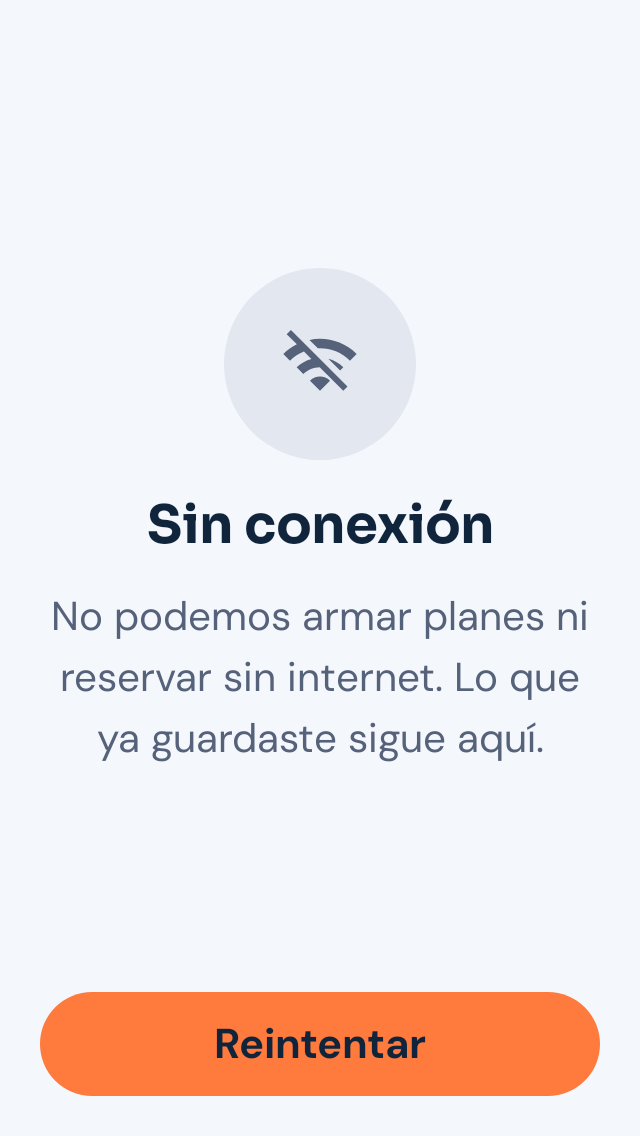 Sin conexión
No podemos armar planes ni
reservar sin internet. Lo que
ya guardaste sigue aquí.
Reintentar